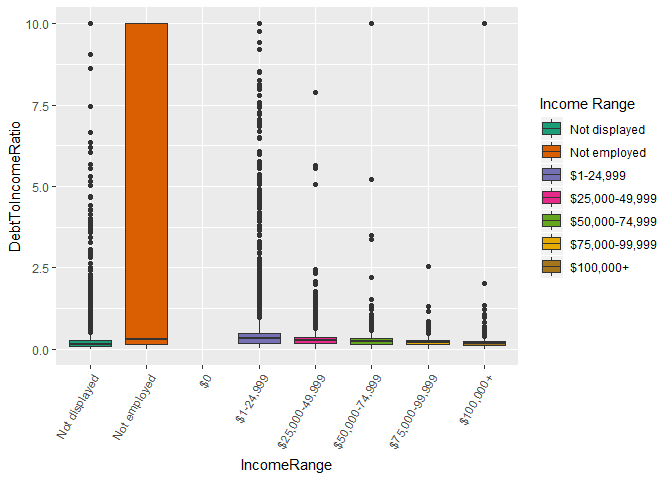 10.0
7.5
5.0
2.5
0.0
DebtToIncomeRatio
Not displayed
Not employed
$0
$1-24,999
$25,000-49,999
$50,000-74,999
$75,000-99,999
$100,000+
IncomeRange
Income Range
Not displayed
Not employed
$1-24,999
$25,000-49,999
$50,000-74,999
$75,000-99,999
$100,000+